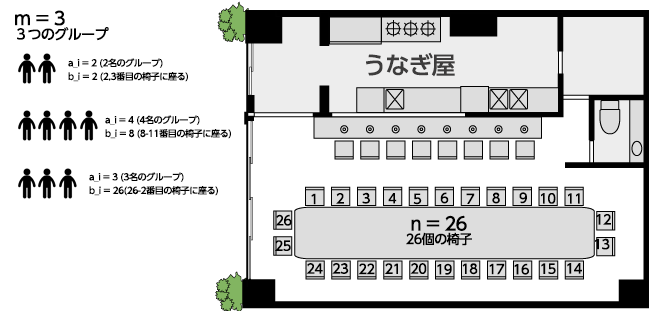 m = 3
3つのグループ
a_i = 2 (2名のグループ)
b_i = 2 (2,3番目の椅子に座る)
a_i = 4 (4名のグループ)
b_i = 8 (8-11番目の椅子に座る)
a_i = 3 (3名のグループ)
b_i = 26(26-2番目の椅子に座る)
うなぎ屋
1 2 3 4 5 6 7 8 9 10 11
26 12
n = 26
26個の椅子
25 13
24 23 22 21 20 19 18 17 16 15 14